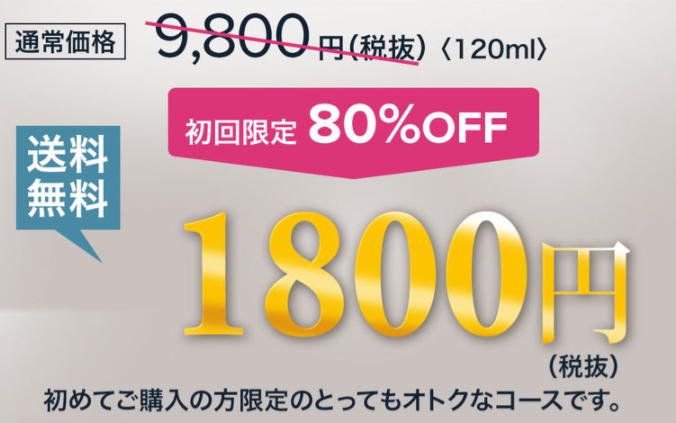 通常価格 9,800円(税抜)〈120ml〉
初回限定 80%OFF
送料
無料
1800円
(税抜)
初めてご購入の方限定のとってもオトクなコースです。